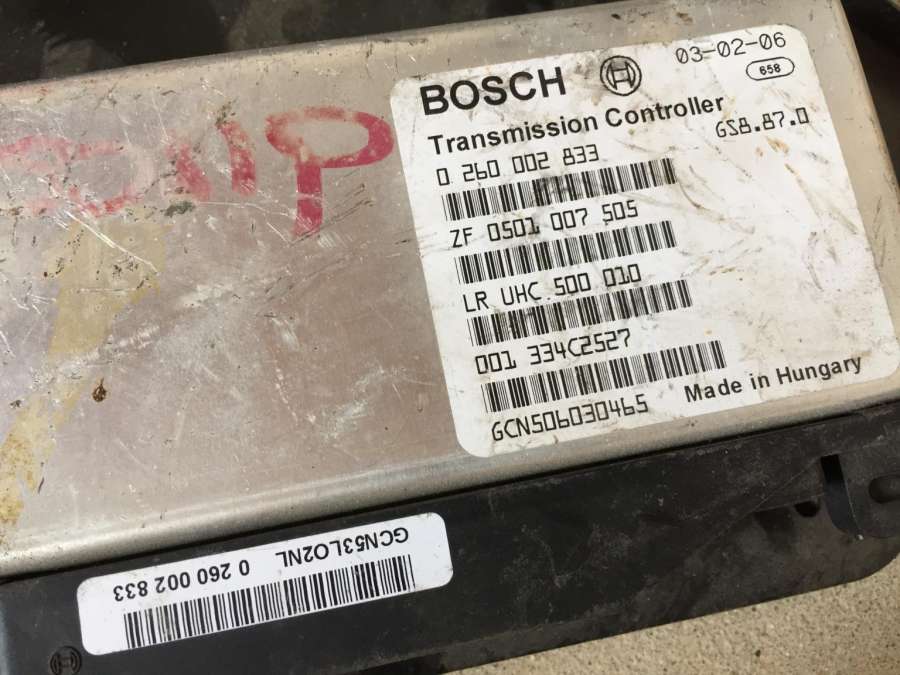 BOSCH
03-02-06
658
Transmission Controller
GS8.87.0
0 260 002 833
ZF 0501 007 505
LR UHC 500 010
001 334C2527
GCN506030465
Made in Hungary
GCN53LO2NL
0 260 002 833